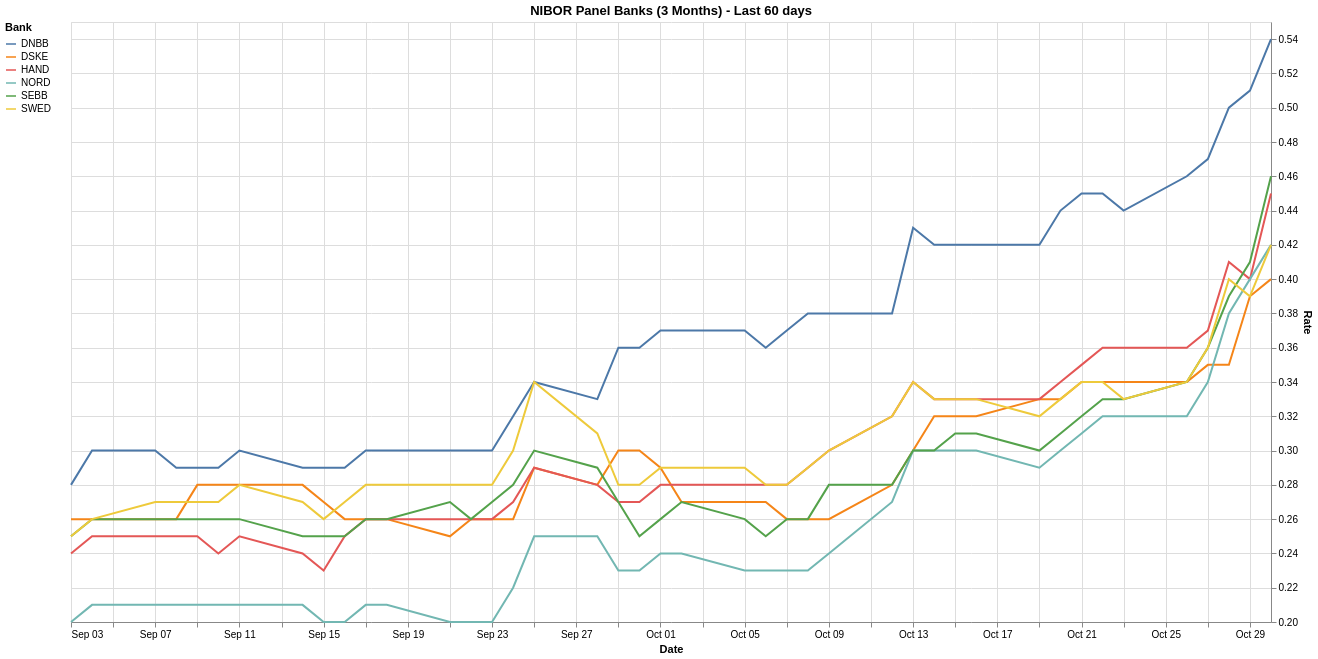 NIBOR Panel Banks (3 Months) - Last 60 days
Bank
DNBB
DSKE
HAND
NORD
SEBB
SWED
0.54
0.52
0.50
0.48
0.46
0.44
0.42
0.40
0.38
0.36
0.34
0.32
0.30
0.28
0.26
0.24
0.22
0.20
Rate
Sep 03 Sep 07 Sep 11 Sep 15 Sep 19 Sep 23 Sep 27 Oct 01 Oct 05 Oct 09 Oct 13 Oct 17 Oct 21 Oct 25 Oct 29
Date